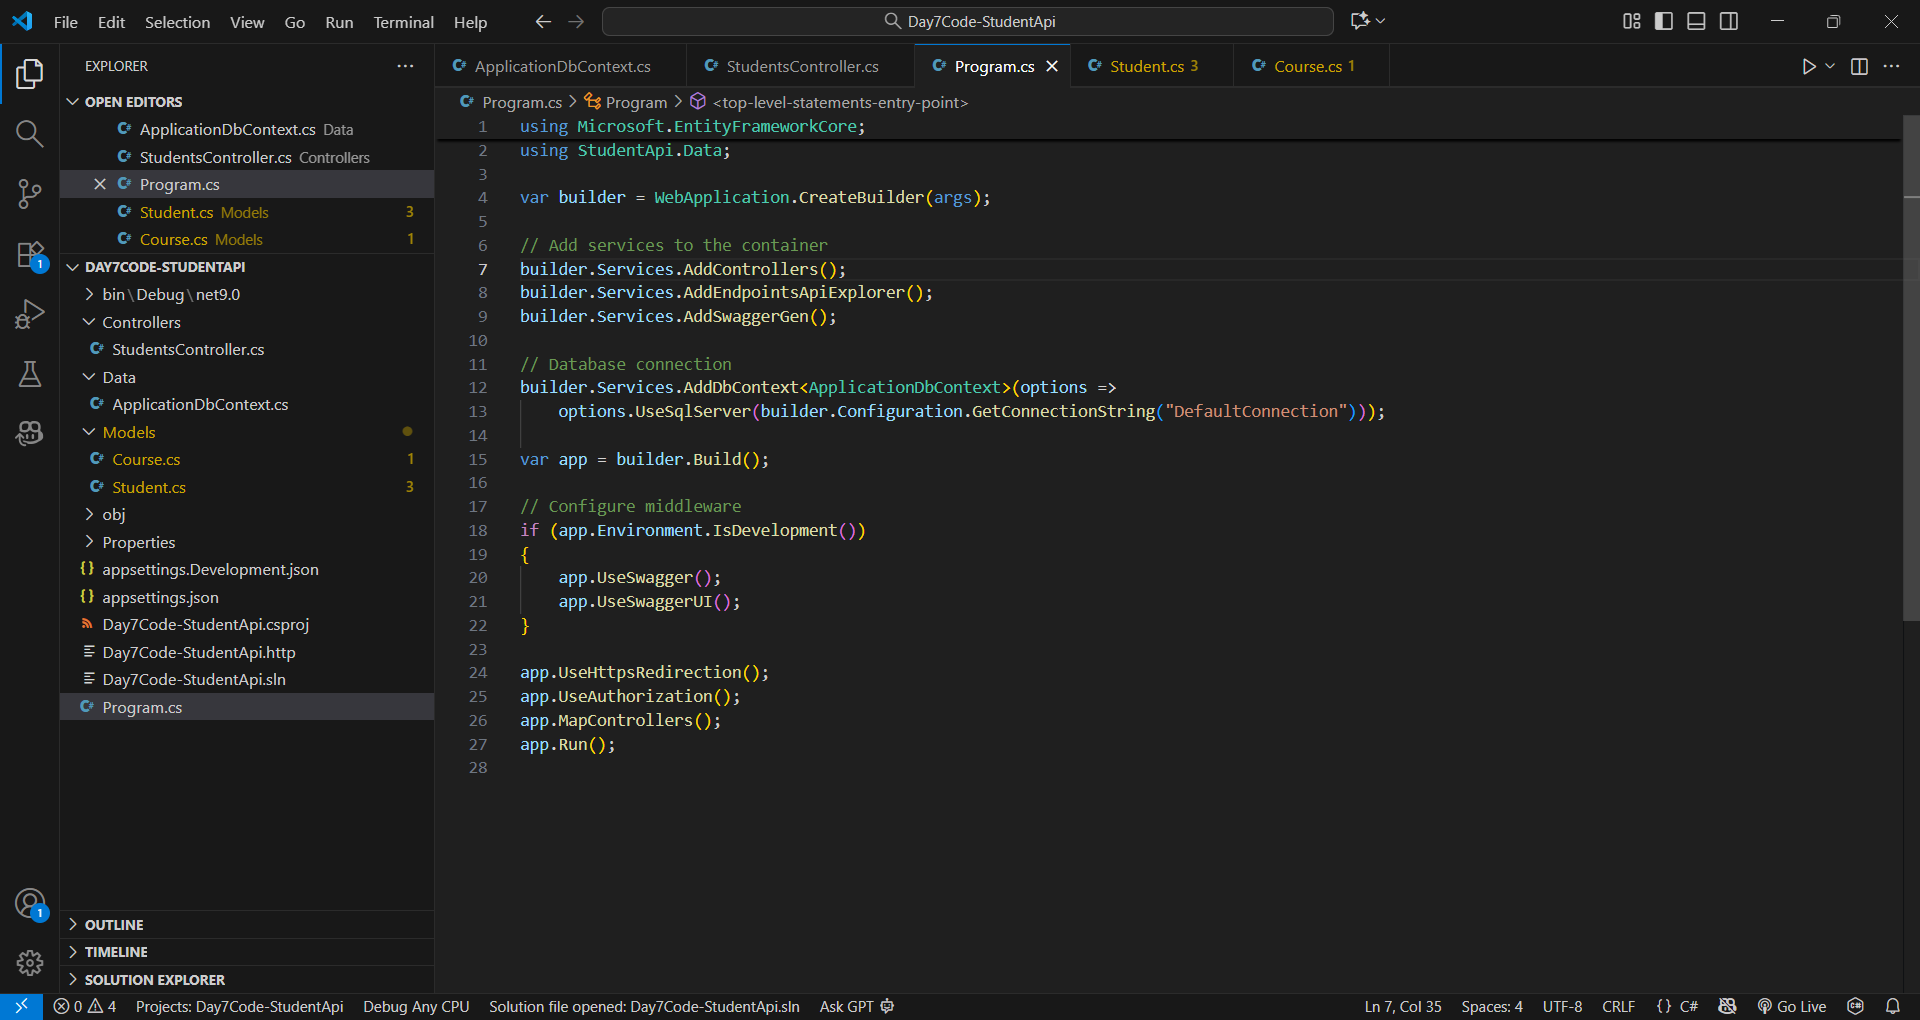 File Edit Selection View Go Run Terminal Help
Day7Code-StudentApi
EXPLORER
OPEN EDITORS
ApplicationDbContext.cs Data
StudentsController.cs Controllers
Program.cs
Student.cs Models 3
Course.cs Models 1
DAY7CODE-STUDENTAPI
bin\Debug\net9.0
Controllers
StudentsController.cs
Data
ApplicationDbContext.cs
Models
Course.cs 1
Student.cs 3
obj
Properties
appsettings.Development.json
appsettings.json
Day7Code-StudentApi.csproj
Day7Code-StudentApi.http
Day7Code-StudentApi.sln
Program.cs
OUTLINE
TIMELINE
SOLUTION EXPLORER
1
1
ApplicationDbContext.cs StudentsController.cs Program.cs Student.cs 3 Course.cs 1
Program.cs > Program > <top-level-statements-entry-point>
1 using Microsoft.EntityFrameworkCore;
2 using StudentApi.Data;
3
4 var builder = WebApplication.CreateBuilder(args);
5
6 // Add services to the container
7 builder.Services.AddControllers();
8 builder.Services.AddEndpointsApiExplorer();
9 builder.Services.AddSwaggerGen();
10
11 // Database connection
12 builder.Services.AddDbContext<ApplicationDbContext>(options =>
13 options.UseSqlServer(builder.Configuration.GetConnectionString("DefaultConnection")));
14
15 var app = builder.Build();
16
17 // Configure middleware
18 if (app.Environment.IsDevelopment())
19 {
20 app.UseSwagger();
21 app.UseSwaggerUI();
22 }
23
24 app.UseHttpsRedirection();
25 app.UseAuthorization();
26 app.MapControllers();
27 app.Run();
28
0 4 Projects: Day7Code-StudentApi Debug Any CPU Solution file opened: Day7Code-StudentApi.sln Ask GPT Ln 7, Col 35 Spaces: 4 UTF-8 CRLF {} C# Go Live